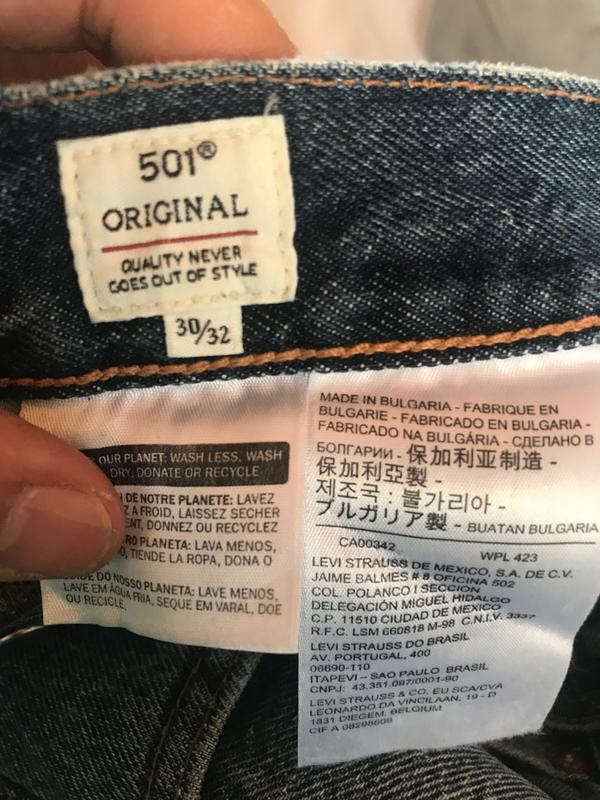 501®
ORIGINAL
QUALITY NEVER
GOES OUT OF STYLE
30/32
OUR PLANET: WASH LESS, WASH
DRY, DONATE OR RECYCLE
DE NOTRE PLANETE: LAVEZ
A FROID, LAISSEZ SECHER
DONNEZ OU RECYCLEZ
PLANETA: LAVA MENOS,
TIENDE LA ROPA, DONA O
DO NOSSO PLANETA: LAVE MENOS,
LAVE EM ÁGUA FRIA, SEQUE EM VARAL, DOE
OU RECICLE.
MADE IN BULGARIA - FABRIQUE EN
BULGARIE - FABRICADO EN BULGARIA -
FABRICADO NA BULGÁRIA - СДЕЛАНО В
БОЛГАРИИ - 保加利亚制造 -
保加利亞製 -
제조국 : 불가리아 -
ブルガリア製 - BUATAN BULGARIA
CA00342 WPL 423
LEVI STRAUSS DE MEXICO, S.A. DE C.V.
JAIME BALMES # 8 OFICINA 502
COL. POLANCO I SECCION
DELEGACIÓN MIGUEL HIDALGO
C.P. 11510 CIUDAD DE MEXICO
R.F.C. LSM 660818 M-98 C.N.I.V. 3337
LEVI STRAUSS DO BRASIL
AV. PORTUGAL, 400
06690-110
ITAPEVI – SAO PAULO BRASIL
CNPJ: 43.351.097/0001-90
LEVI STRAUSS & CO. EU SCA/CVA
LEONARDO DA VINCILAAN, 19 - D
1831 DIEGEM, BELGIUM
CIF A 08298606